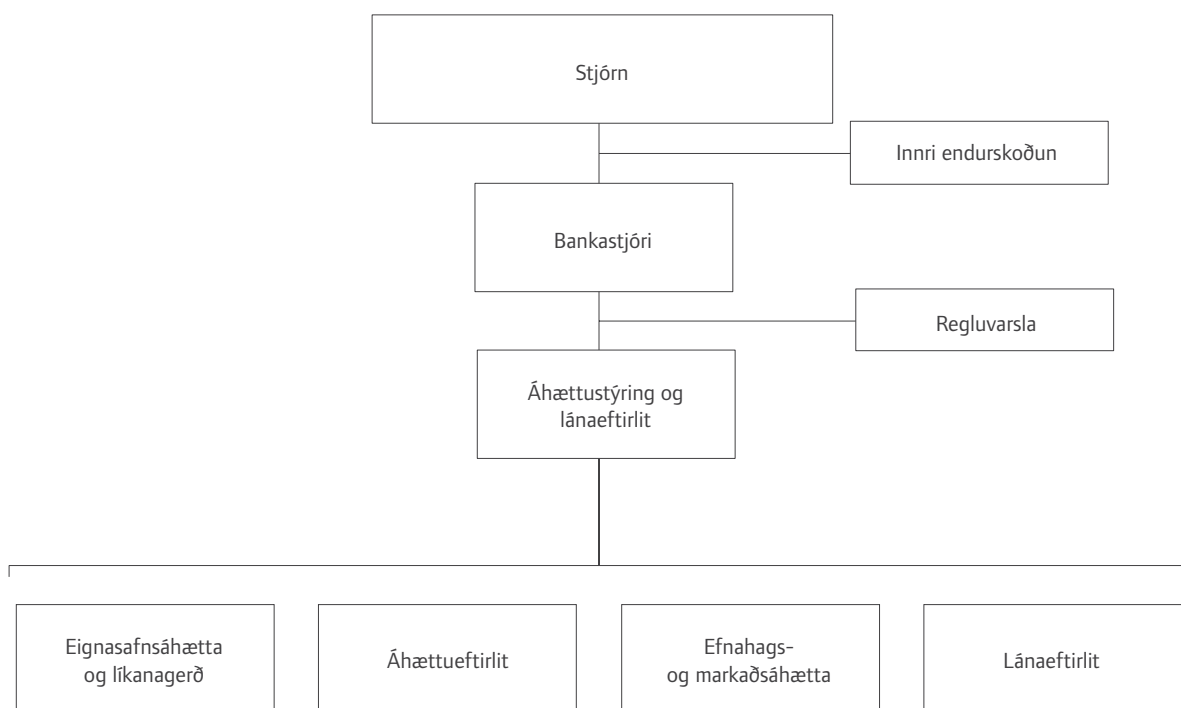 Stjórn
Innri endurskoðun
Bankastjóri
Regluvarsla
Áhættustýring og
lánaeftirlit
Eignasafnsáhætta
og líkanagerð
Áhættueftirlit
Efnahags-
og markaðsáhætta
Lánaeftirlit